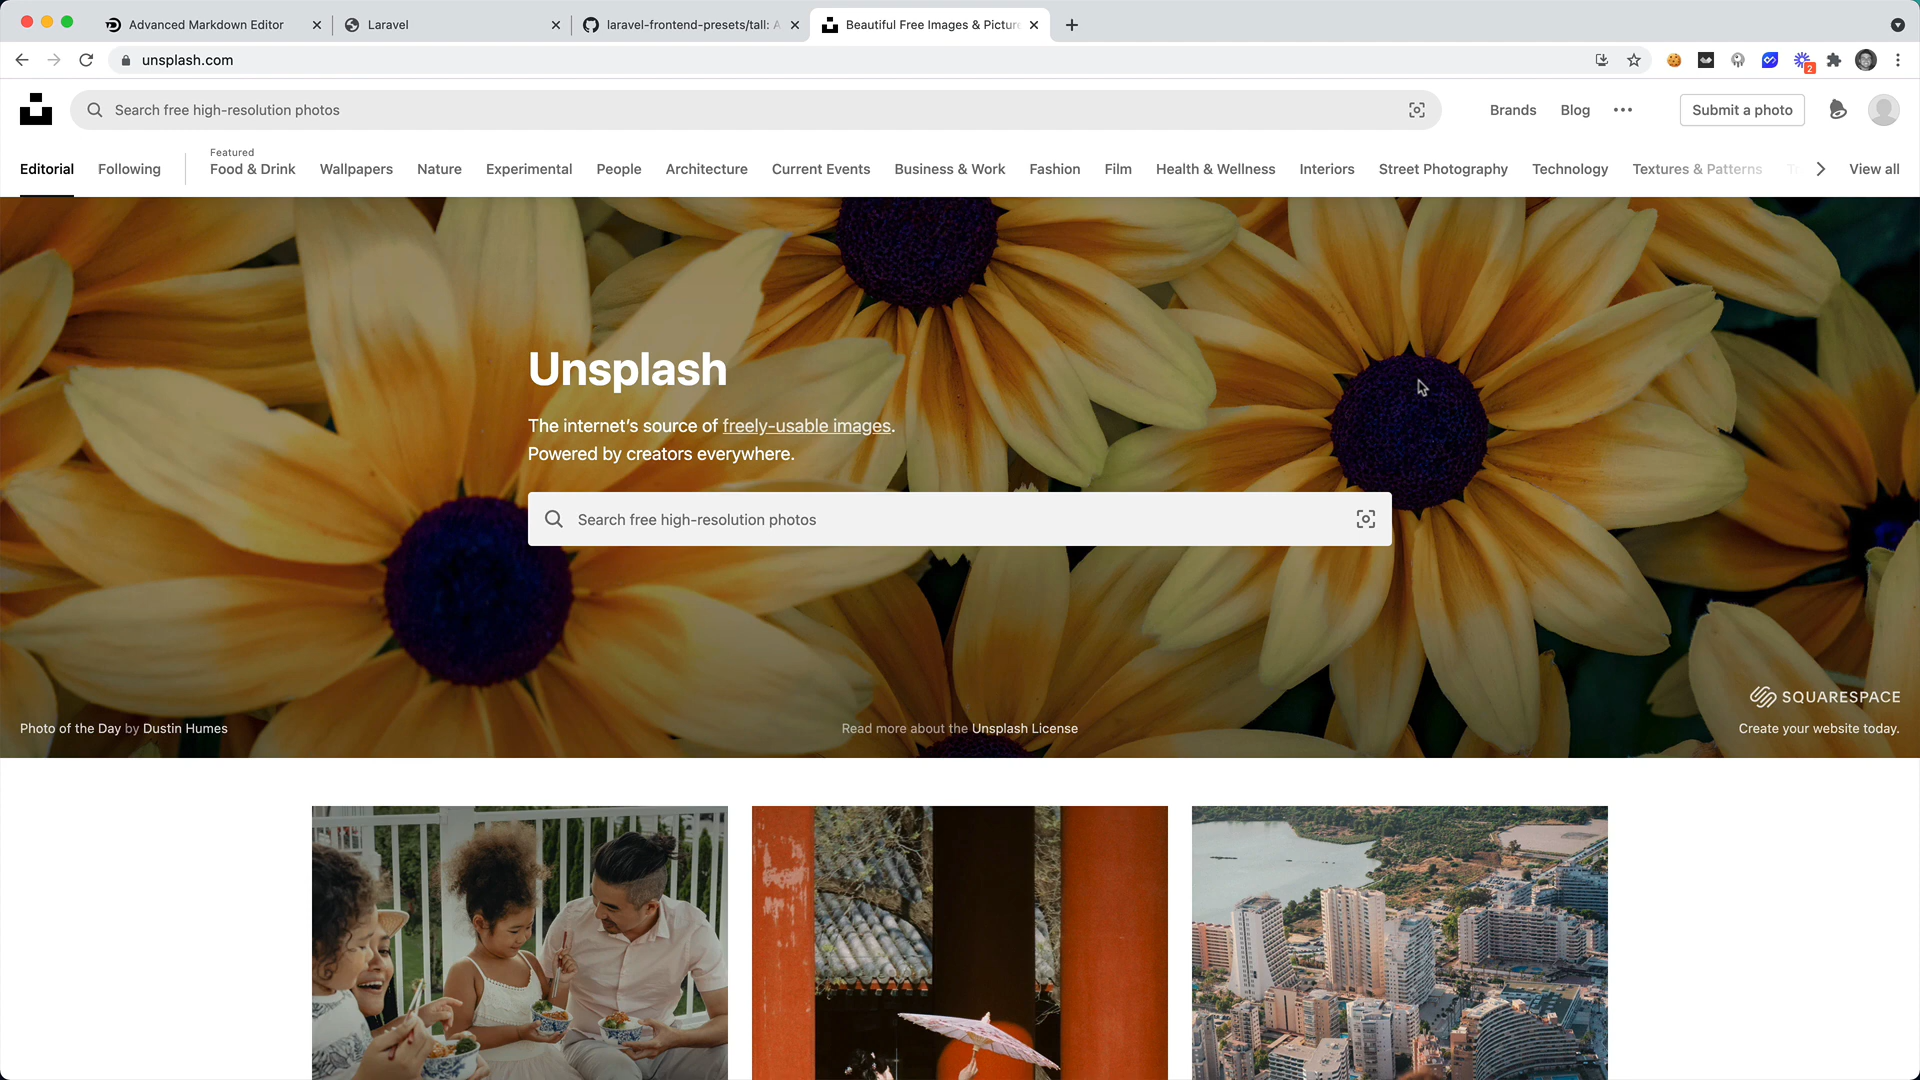 Advanced Markdown Editor
Laravel
laravel-frontend-presets/tall: A
Beautiful Free Images & Picture
unsplash.com
2
Search free high-resolution photos
Brands
Blog
Submit a photo
Editorial
Following
Featured
Food & Drink
Wallpapers
Nature
Experimental
People
Architecture
Current Events
Business & Work
Fashion
Film
Health & Wellness
Interiors
Street Photography
Technology
Textures & Patterns
Tr
View all
Unsplash
The internet’s source of freely-usable images.
Powered by creators everywhere.
Search free high-resolution photos
SQUARESPACE
Photo of the Day by Dustin Humes
Read more about the Unsplash License
Create your website today.